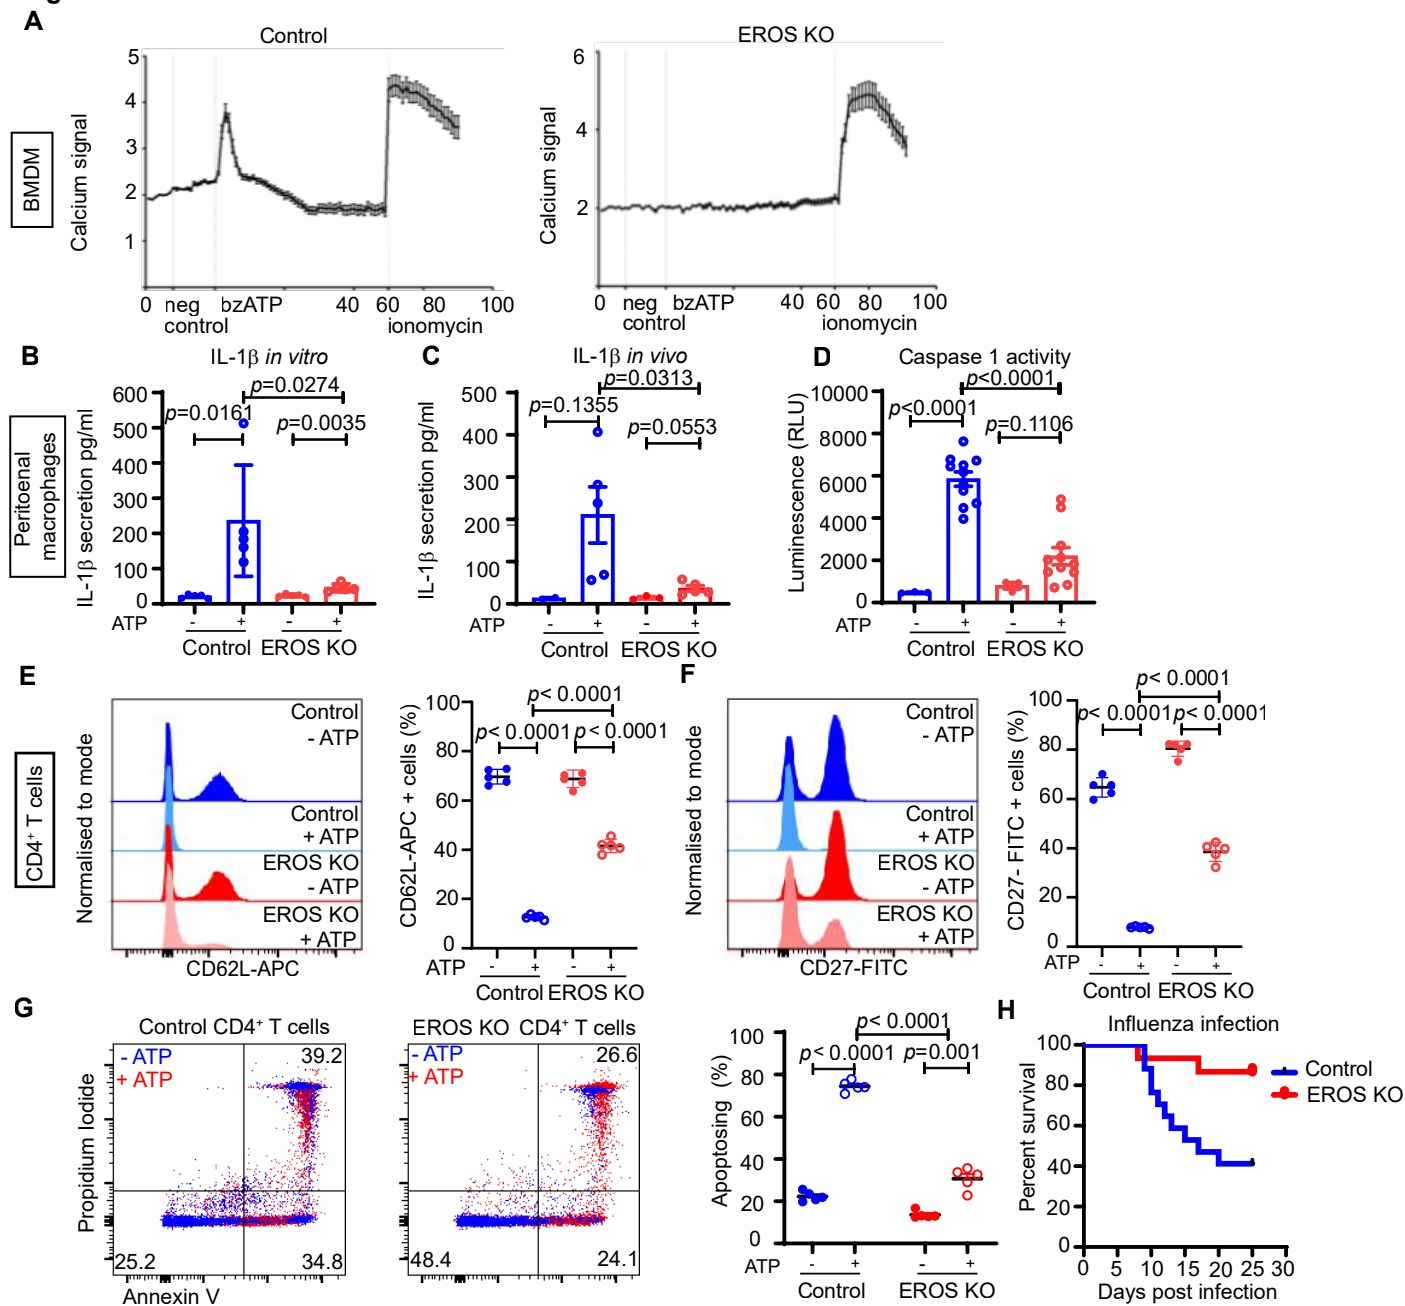 A
Control
EROS KO
BMDM
Calcium signal
5
4
3
2
1
0 neg control bzATP 40 60 ionomycin 80 100
Calcium signal
6
4
2
0 neg control bzATP 40 60 ionomycin 80 100
B
IL-1β in vitro
Peritoenal macrophages
IL-1β secretion pg/ml
600
500
400
300
200
100
0
p=0.0274
p=0.0161
p=0.0035
ATP - + - +
Control EROS KO
C
IL-1β in vivo
IL-1β secretion pg/ml
500
400
300
200
100
0
p=0.0313
p=0.1355
p=0.0553
ATP - + - +
Control EROS KO
D
Caspase 1 activity
Luminescence (RLU)
10000
8000
6000
4000
2000
0
p<0.0001
p<0.0001
p=0.1106
ATP - + - +
Control EROS KO
E
CD4+ T cells
Normalised to mode
Control
- ATP
Control
+ ATP
EROS KO
- ATP
EROS KO
+ ATP
CD62L-APC
CD62L-APC + cells (%)
100
80
60
40
20
0
p< 0.0001
p< 0.0001
p< 0.0001
ATP - + - +
Control EROS KO
F
Normalised to mode
Control
- ATP
Control
+ ATP
EROS KO
- ATP
EROS KO
+ ATP
CD27-FITC
CD27- FITC + cells (%)
100
80
60
40
20
0
p< 0.0001
p< 0.0001
p< 0.0001
ATP - + - +
Control EROS KO
G
Control CD4+ T cells
- ATP
+ ATP
39.2
25.2
34.8
Propidium Iodide
Annexin V
EROS KO CD4+ T cells
- ATP
+ ATP
26.6
48.4
24.1
Apoptosing (%)
100
80
60
40
20
0
p< 0.0001
p< 0.0001
p=0.001
ATP - + - +
Control EROS KO
H
Influenza infection
Percent survival
100
80
60
40
20
0
0 5 10 15 20 25 30
Days post infection
Control
EROS KO